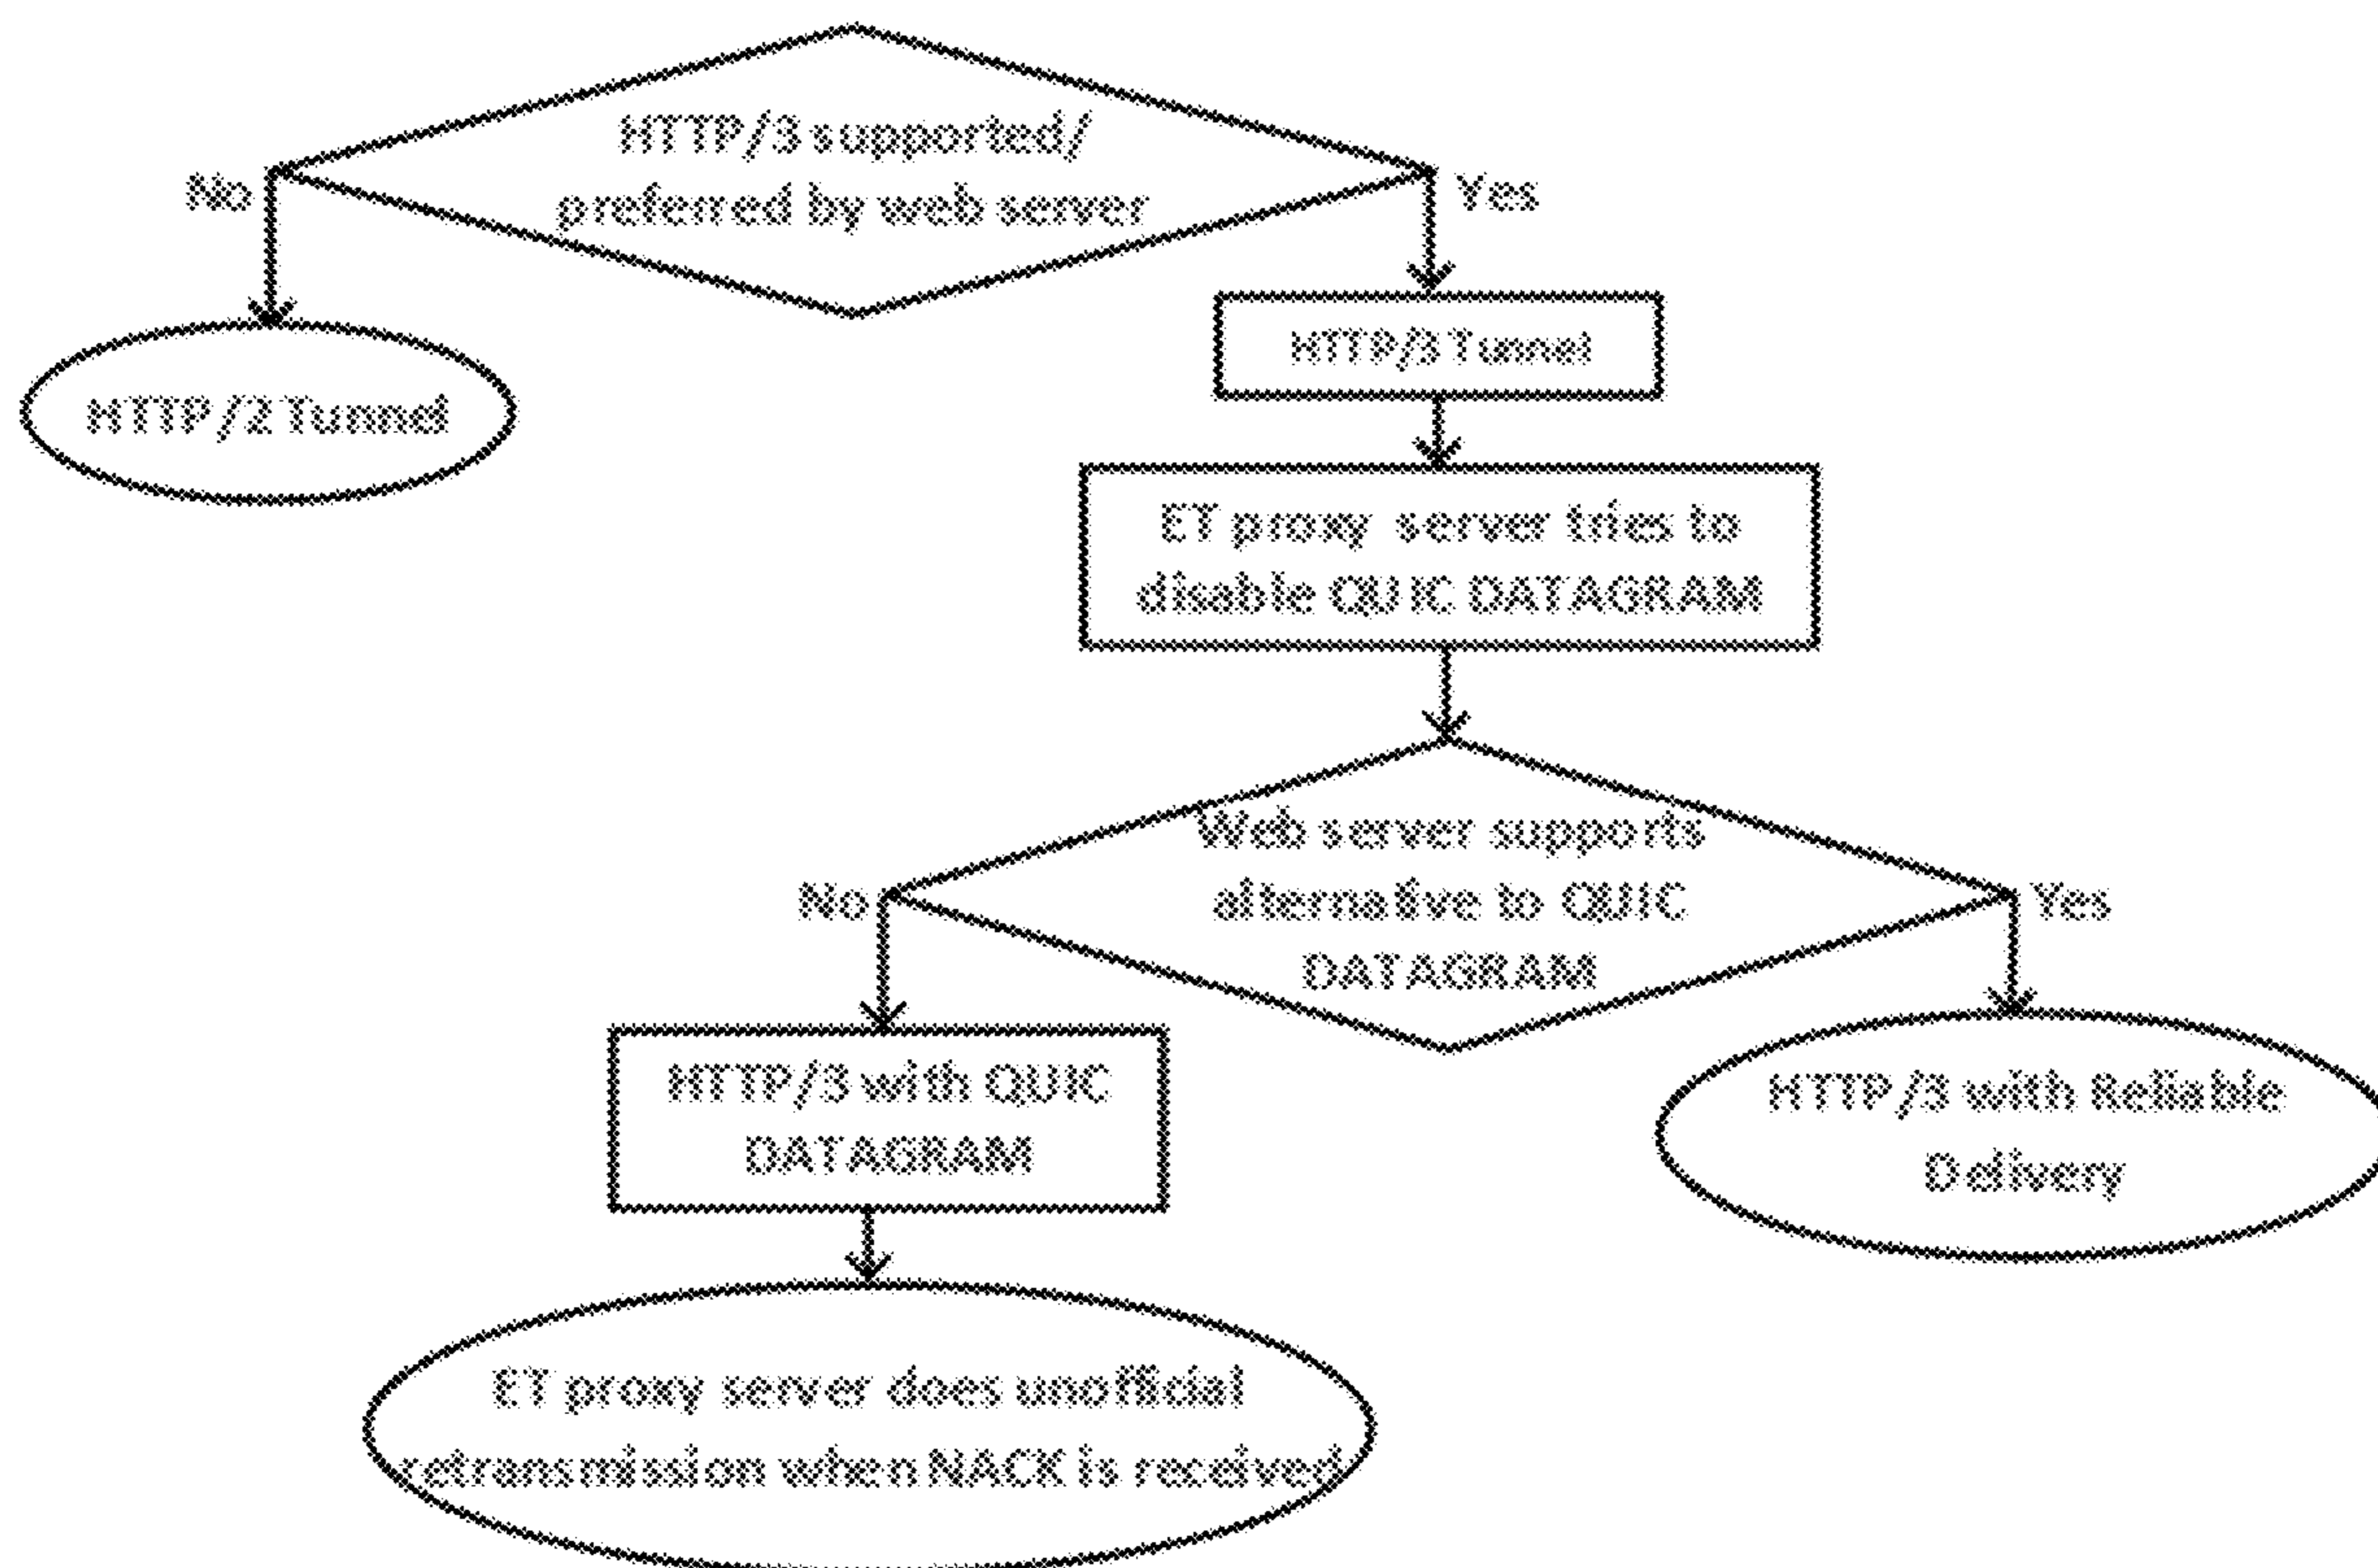 HTTP/3 supported/
preferred by web server
No
Yes
HTTP/3 Tunnel
HTTP/2 Tunnel
ET proxy server tries to
disable QUIC DATAGRAM
Web server supports
alternative to QUIC
DATAGRAM
No
Yes
HTTP/3 with QUIC
DATAGRAM
HTTP/3 with Reliable
Delivery
ET proxy server does unofficial
retransmission when NACK is received